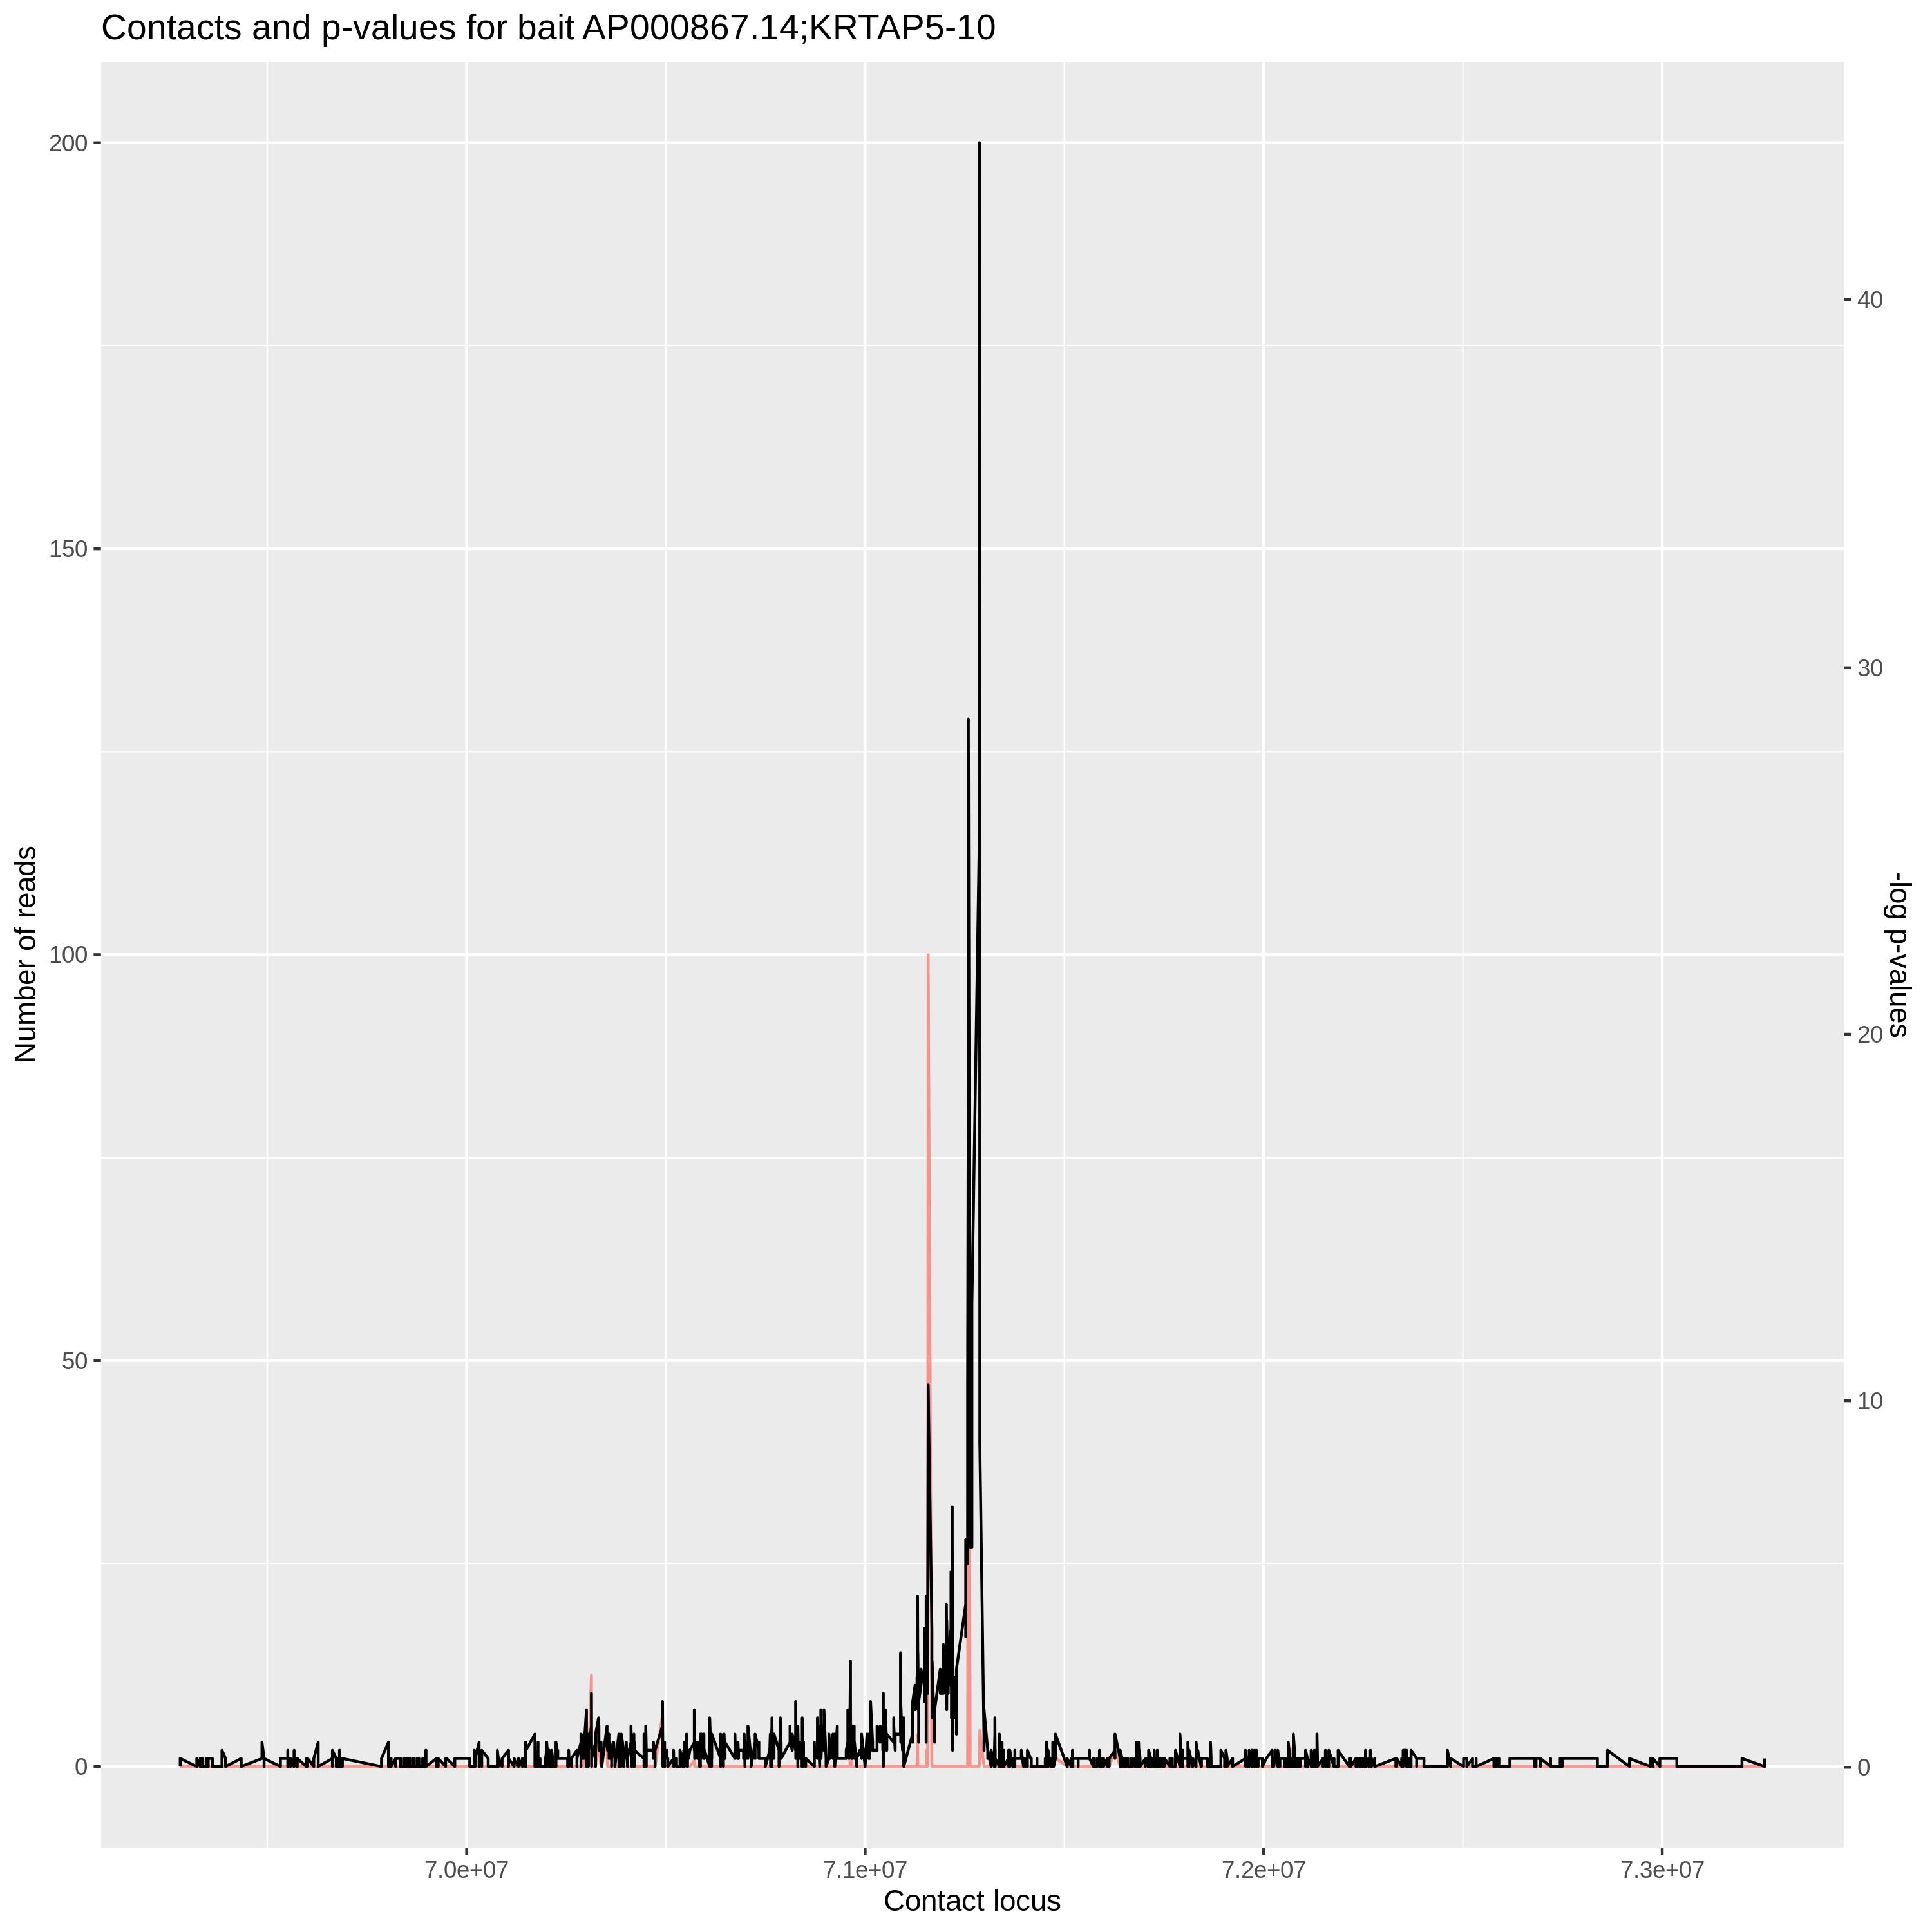 Contacts and p-values for bait AP000867.14;KRTAP5-10
200
150
100
50
0
Number of reads
40
30
20
10
0
-log p-values
7.0e+07 7.1e+07 7.2e+07 7.3e+07
Contact locus